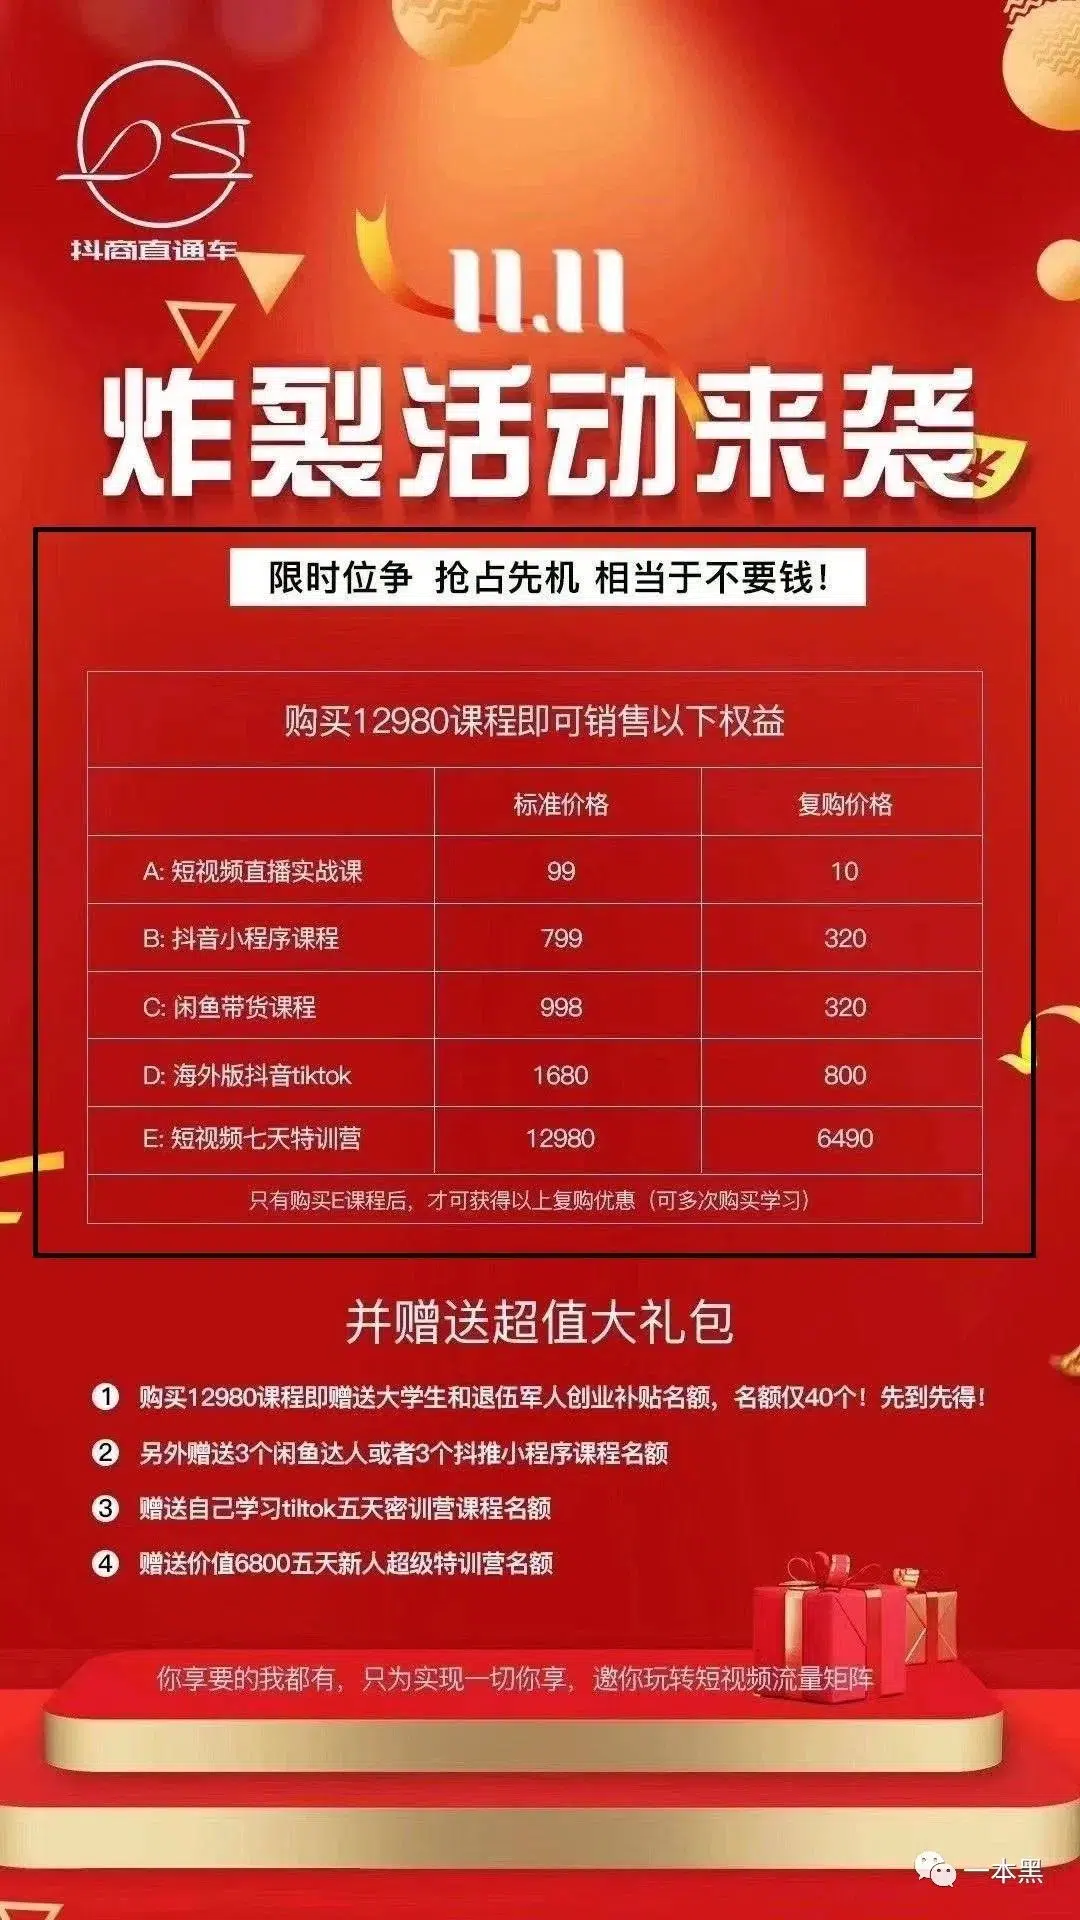 DS
抖商直通车
11.11
炸裂活动来袭
限时位争 抢占先机 相当于不要钱！
购买12980课程即可销售以下权益
标准价格 复购价格
A: 短视频直播实战课 99 10
B: 抖音小程序课程 799 320
C: 闲鱼带货课程 998 320
D: 海外版抖音tiktok 1680 800
E: 短视频七天特训营 12980 6490
只有购买E课程后，才可获得以上复购优惠（可多次购买学习）
并赠送超值大礼包
1 购买12980课程即赠送大学生和退伍军人创业补贴名额，名额仅40个！先到先得！
2 另外赠送3个闲鱼达人或者3个抖推小程序课程名额
3 赠送自己学习tiltok五天密训营课程名额
4 赠送价值6800五天新人超级特训营名额
你享要的我都有，只为实现一切你享，邀你玩转短视频流量矩阵
一本黑